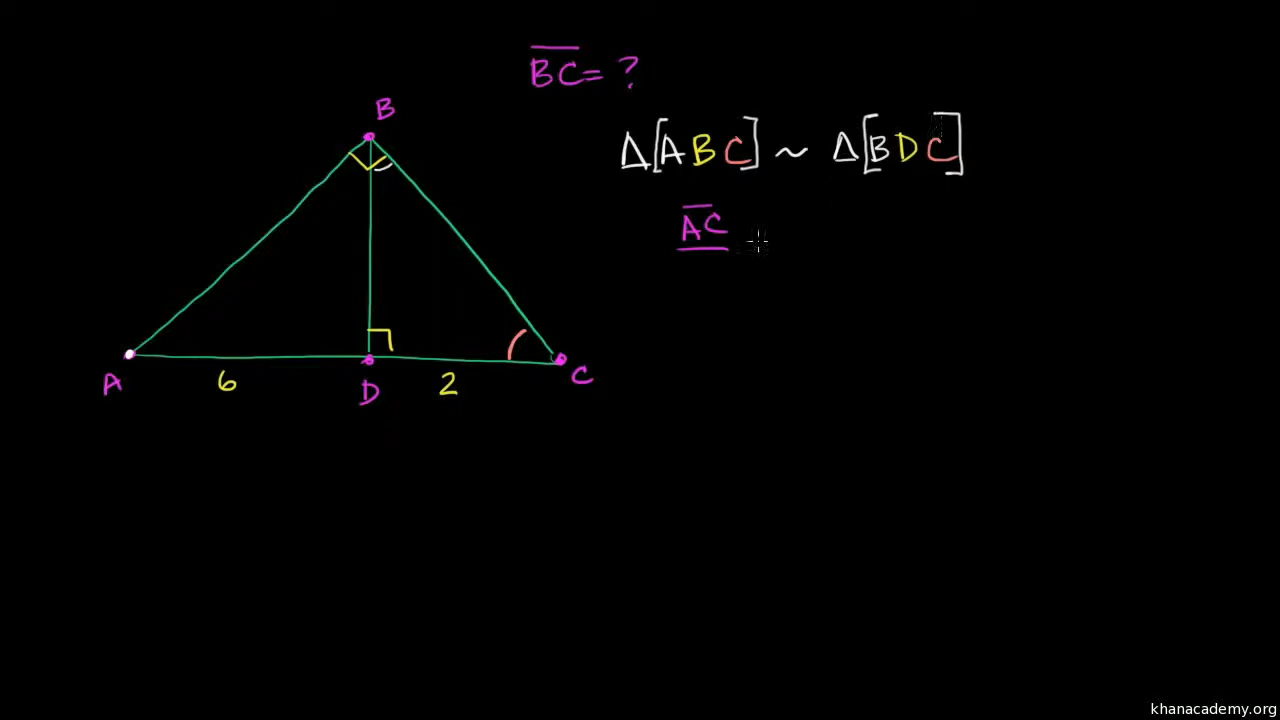 BC = ?
B
Δ[ABC] ~ Δ[BDC]
AC
A
6
D
2
C
khanacademy.org